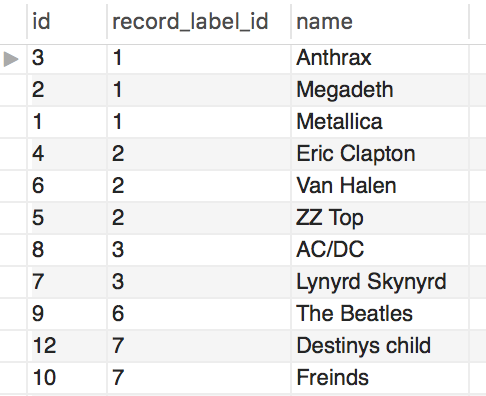 id record_label_id name
3 1 Anthrax
2 1 Megadeth
1 1 Metallica
4 2 Eric Clapton
6 2 Van Halen
5 2 ZZ Top
8 3 AC/DC
7 3 Lynyrd Skynyrd
9 6 The Beatles
12 7 Destinys child
10 7 Freinds